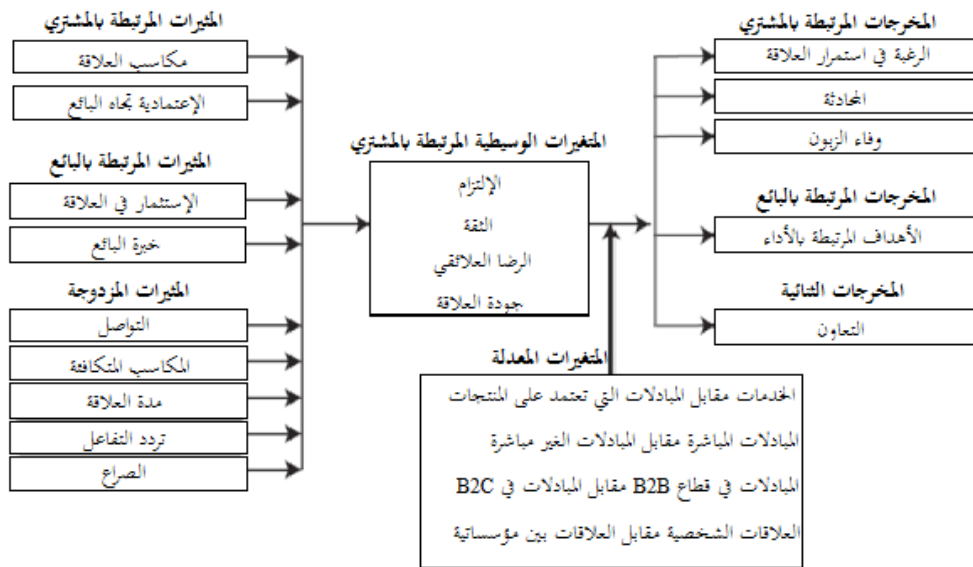 المثيرات المرتبطة بالمشتري
مكاسب العلاقة
الإعتمادية تجاه البائع
المثيرات المرتبطة بالبائع
الإستثمار في العلاقة
خبرة البائع
المثيرات المزدوجة
التواصل
المكاسب المتكافئة
مدة العلاقة
تردد التفاعل
الصراع
المتغيرات الوسيطية المرتبطة بالمشتري
الإلتزام
الثقة
الرضا العلائقي
جودة العلاقة
المتغيرات المعدلة
الخدمات مقابل المبادلات التي تعتمد على المنتجات
المبادلات المباشرة مقابل المبادلات الغير مباشرة
المبادلات في قطاع B2B مقابل المبادلات في B2C
العلاقات الشخصية مقابل العلاقات بين مؤسساتية
المخرجات المرتبطة بالمشتري
الرغبة في استمرار العلاقة
المحادثة
وفاء الزبون
المخرجات المرتبطة بالبائع
الأهداف المرتبطة بالأداء
المخرجات الثنائية
التعاون